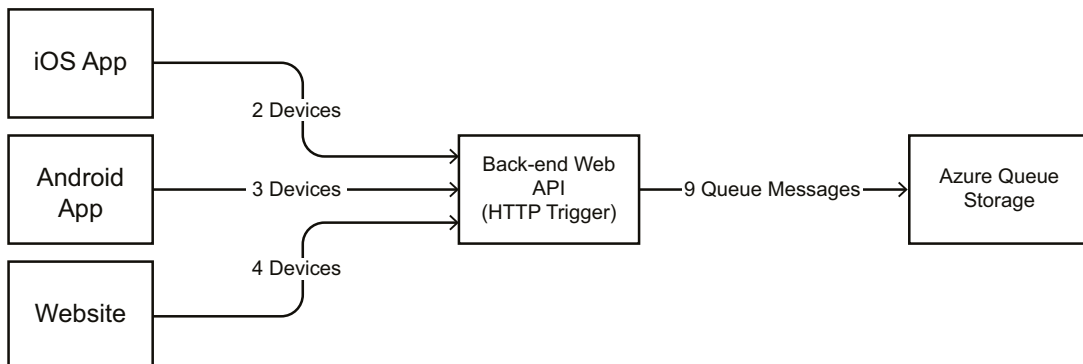 iOS App
2 Devices
Android
App
3 Devices
Back-end Web
API
(HTTP Trigger)
9 Queue Messages
Azure Queue
Storage
4 Devices
Website